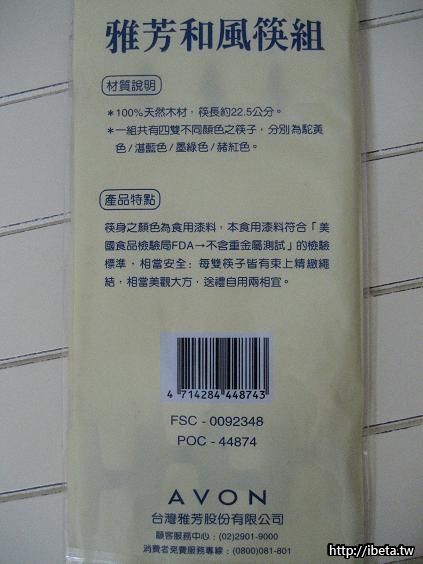 雅芳和風筷組
材質說明
*100%天然木材，筷長約22.5公分。
*一組共有四雙不同顏色之筷子，分別為駝黃
色/湛藍色/墨綠色/赭紅色。
產品特點
筷身之顏色為食用漆料，本食用漆料符合「美
國食品檢驗局FDA→不含重金屬測試」的檢驗
標準，相當安全；每雙筷子皆有束上精緻繩
結，相當美觀大方，送禮自用兩相宜。
4 714284 448743
FSC - 0092348
POC - 44874
AVON
台灣雅芳股份有限公司
顧客服務中心：(02)2901-9000
消費者免費服務專線：(0800)081-801
http://ibeta.tw